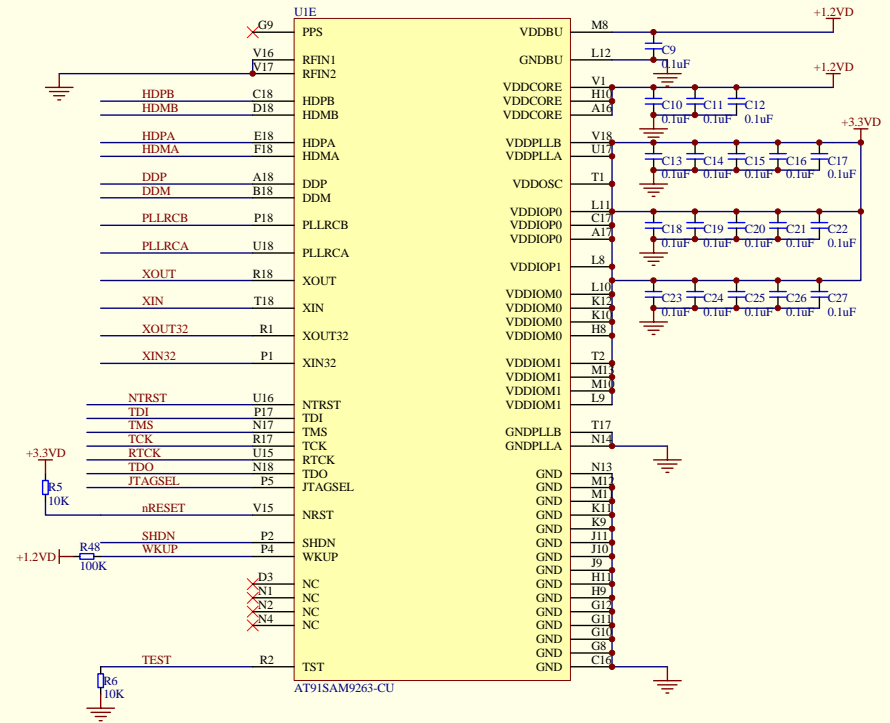 U1E
G9 PPS
V16 RFIN1
V17 RFIN2
HDPB C18 HDPB
HDMB D18 HDMB
HDPA E18 HDPA
HDMA F18 HDMA
DDP A18 DDP
DDM B18 DDM
PLLRCB P18 PLLRCB
PLLRCA U18 PLLRCA
XOUT R18 XOUT
XIN T18 XIN
XOUT32 R1 XOUT32
XIN32 P1 XIN32
NTRST U16 NTRST
TDI P17 TDI
TMS N17 TMS
TCK R17 TCK
RTCK U15 RTCK
TDO N18 TDO
JTAGSEL P5 JTAGSEL
+3.3VD
R5
10K
nRESET V15 NRST
SHDN P2 SHDN
+1.2VD R48 WKUP P4 WKUP
100K
D3 NC
N1 NC
N2 NC
N4 NC
TEST R2 TST
R6
10K
AT91SAM9263-CU
VDDBU M8
GNDBU L12
VDDCORE V1
VDDCORE H10
VDDCORE A16
VDDPLLB V18
VDDPLLA U17
VDDOSC T1
VDDIOP0 L11
VDDIOP0 C17
VDDIOP0 A17
VDDIOP1 L8
VDDIOM0 L10
VDDIOM0 K12
VDDIOM0 K10
VDDIOM0 H8
VDDIOM1 T2
VDDIOM1 M13
VDDIOM1 M10
VDDIOM1 L9
GNDPLLB T17
GNDPLLA N14
GND N13
GND M12
GND M11
GND K11
GND K9
GND J11
GND J10
GND J9
GND H11
GND H9
GND G12
GND G11
GND G10
GND G8
GND C16
+1.2VD
C9
0.1uF
+1.2VD
C10 C11 C12
0.1uF 0.1uF 0.1uF
+3.3VD
C13 C14 C15 C16 C17
0.1uF 0.1uF 0.1uF 0.1uF 0.1uF
C18 C19 C20 C21 C22
0.1uF 0.1uF 0.1uF 0.1uF 0.1uF
C23 C24 C25 C26 C27
0.1uF 0.1uF 0.1uF 0.1uF 0.1uF